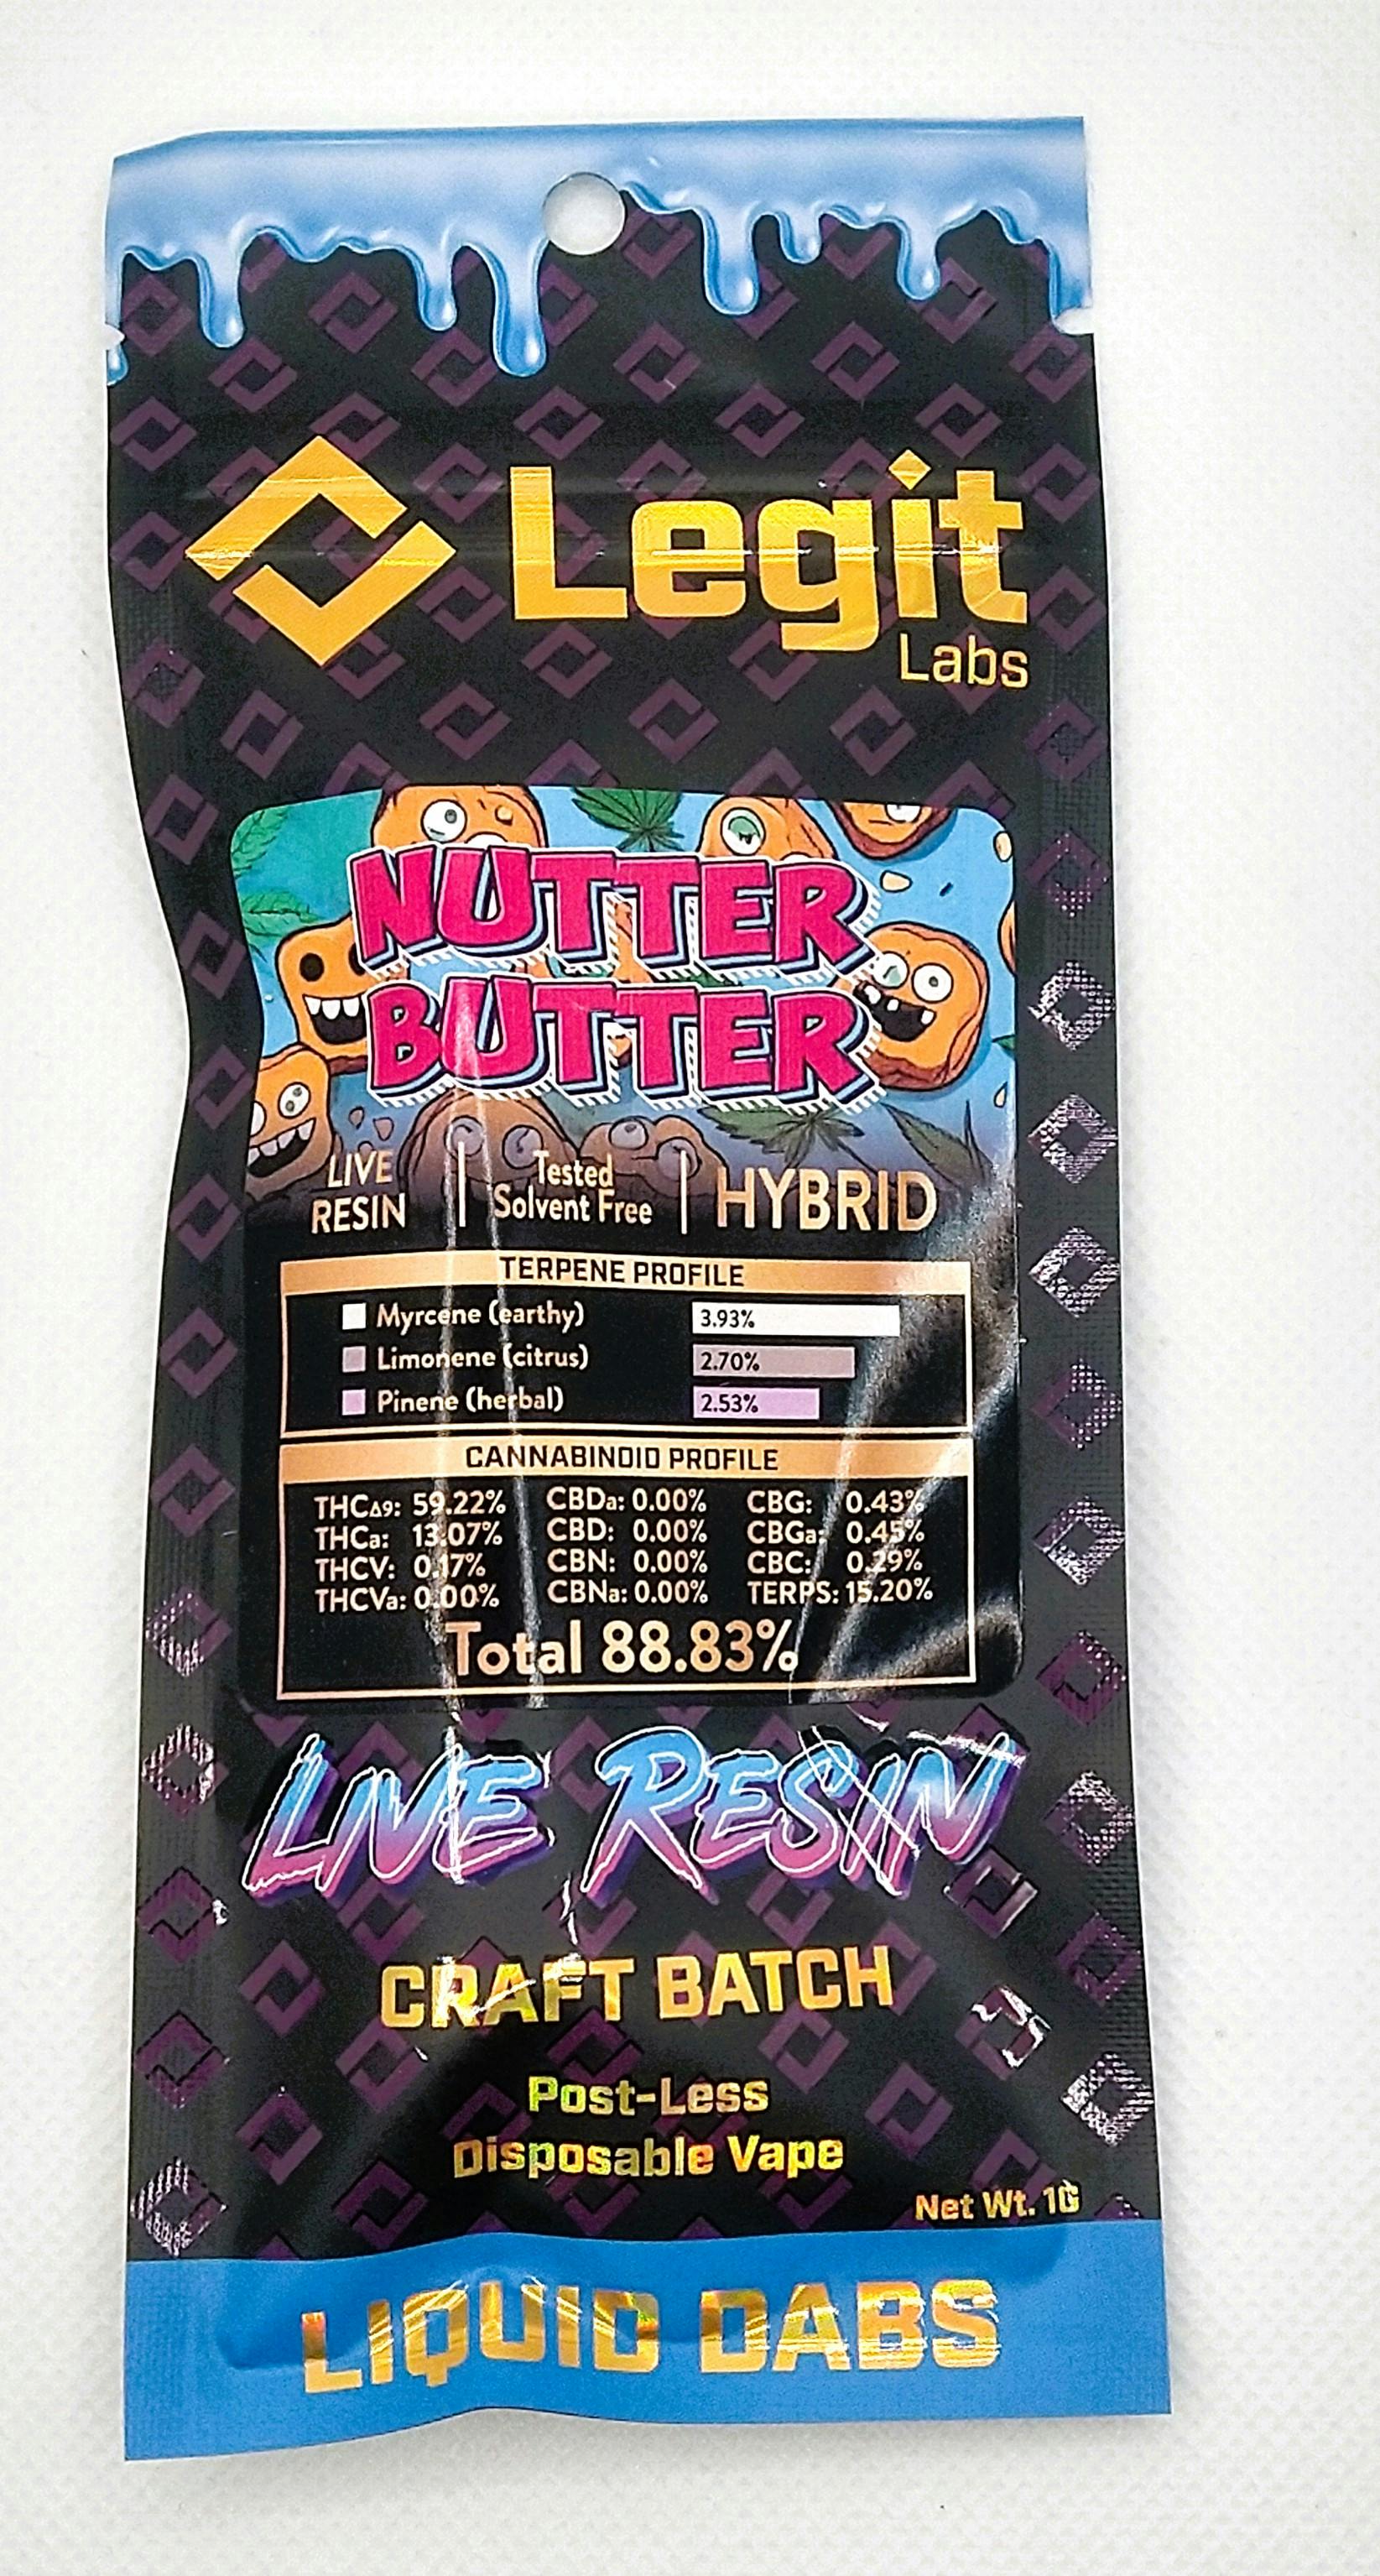 Legit
Labs
NUTTER
BUTTER
LIVE RESIN | Tested Solvent Free | HYBRID
TERPENE PROFILE
Myrcene (earthy) 3.93%
Limonene (citrus) 2.70%
Pinene (herbal) 2.53%
CANNABINOID PROFILE
THCΔ9: 59.22% CBDa: 0.00% CBG: 0.43%
THCa: 13.07% CBD: 0.00% CBGa: 0.45%
THCV: 0.17% CBN: 0.00% CBC: 0.29%
THCVa: 0.00% CBNa: 0.00% TERPS: 15.20%
Total 88.83%
LIVE RESIN
CRAFT BATCH
Post-Less
Disposable Vape
Net Wt. 1G
LIQUID DABS